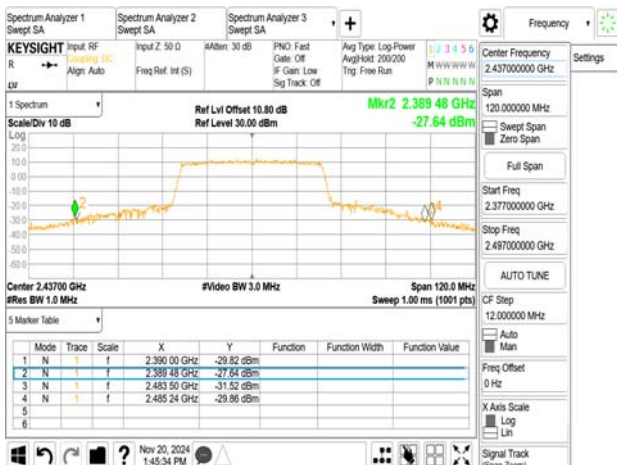 Spectrum Analyzer 1
Swept SA
Spectrum Analyzer 2
Swept SA
Spectrum Analyzer 3
Swept SA
+
Frequency
KEYSIGHT
R
LXI
Input: RF
Coupling: DC
Align: Auto
Input Z: 50 Ω
Freq Ref: Int (S)
#Atten: 30 dB
PNO: Fast
Gate: Off
IF Gain: Low
Sig Track: Off
Avg Type: Log-Power
Avg|Hold: 200/200
Trig: Free Run
1 2 3 4 5 6
M W W W W W
P N N N N N
1 Spectrum
Scale/Div 10 dB
Ref Lvl Offset 10.80 dB
Ref Level 30.00 dBm
Mkr2 2.389 48 GHz
-27.64 dBm
Log
20.0
10.0
0.00
-10.0
-20.0
-30.0
-40.0
-50.0
-60.0
2
4
Center 2.43700 GHz
#Res BW 1.0 MHz
#Video BW 3.0 MHz
Span 120.0 MHz
Sweep 1.00 ms (1001 pts)
5 Marker Table
Mode Trace Scale X Y Function Function Width Function Value
1 N 1 f 2.390 00 GHz -29.82 dBm
2 N 1 f 2.389 48 GHz -27.64 dBm
3 N 1 f 2.483 50 GHz -31.52 dBm
4 N 1 f 2.485 24 GHz -29.86 dBm
5
6
?
Nov 20, 2024
1:45:34 PM
Center Frequency
2.437000000 GHz
Settings
Span
120.000000 MHz
Swept Span
Zero Span
Full Span
Start Freq
2.377000000 GHz
Stop Freq
2.497000000 GHz
AUTO TUNE
CF Step
12.000000 MHz
Auto
Man
Freq Offset
0 Hz
X Axis Scale
Log
Lin
Signal Track